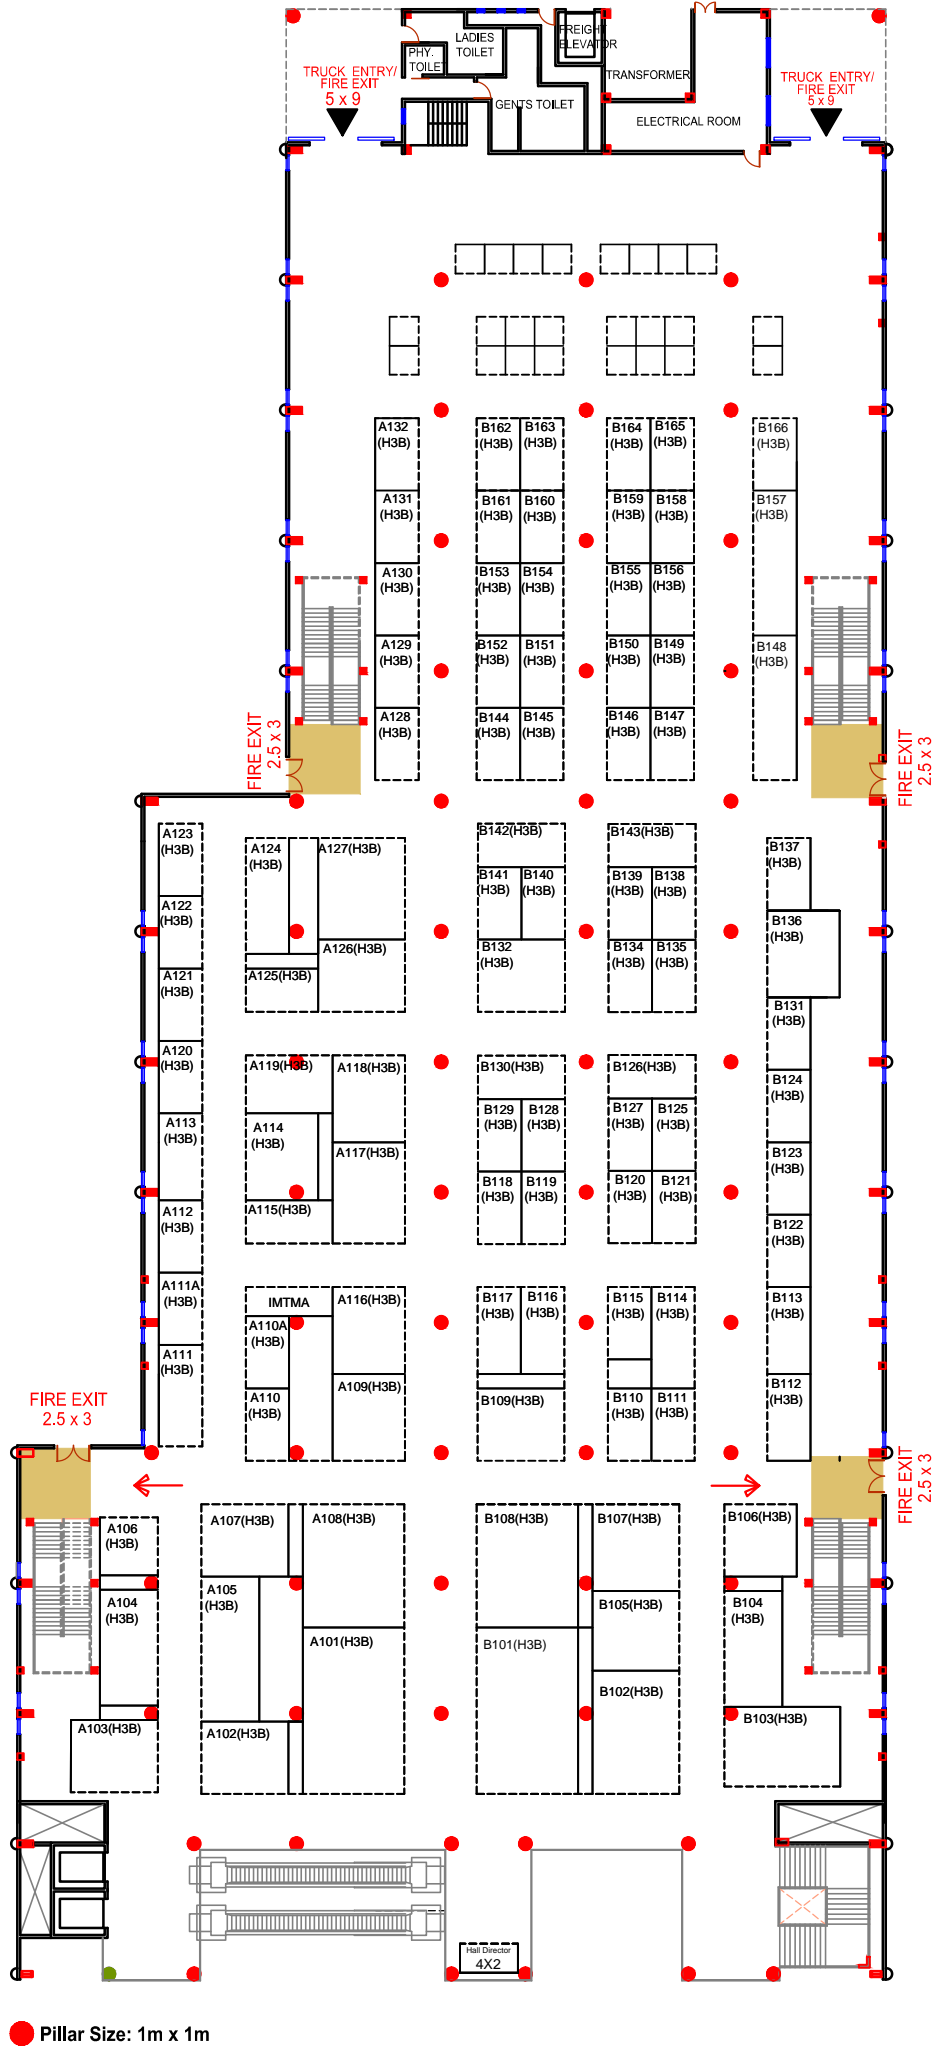 LADIES
TOILET
FREIGHT
ELEVATOR
PHY.
TOILET
TRUCK ENTRY/
FIRE EXIT
5 x 9
TRANSFORMER
TRUCK ENTRY/
FIRE EXIT
5 x 9
GENTS TOILET
ELECTRICAL ROOM
A132
(H3B)
B162
(H3B)
B163
(H3B)
B164
(H3B)
B165
(H3B)
B166
(H3B)
A131
(H3B)
B161
(H3B)
B160
(H3B)
B159
(H3B)
B158
(H3B)
B157
(H3B)
A130
(H3B)
B153
(H3B)
B154
(H3B)
B155
(H3B)
B156
(H3B)
A129
(H3B)
B152
(H3B)
B151
(H3B)
B150
(H3B)
B149
(H3B)
B148
(H3B)
A128
(H3B)
B144
(H3B)
B145
(H3B)
B146
(H3B)
B147
(H3B)
FIRE EXIT
2.5 x 3
FIRE EXIT
2.5 x 3
A123
(H3B)
A124
(H3B)
A127(H3B)
B142(H3B)
B143(H3B)
B137
(H3B)
B141
(H3B)
B140
(H3B)
B139
(H3B)
B138
(H3B)
A122
(H3B)
A126(H3B)
B132
(H3B)
B134
(H3B)
B135
(H3B)
B136
(H3B)
A121
(H3B)
A125(H3B)
B131
(H3B)
A120
(H3B)
A119(H3B)
A118(H3B)
B130(H3B)
B126(H3B)
B124
(H3B)
A113
(H3B)
A114
(H3B)
A117(H3B)
B129
(H3B)
B128
(H3B)
B127
(H3B)
B125
(H3B)
B123
(H3B)
B118
(H3B)
B119
(H3B)
B120
(H3B)
B121
(H3B)
A112
(H3B)
A115(H3B)
B122
(H3B)
A111A
(H3B)
IMTMA
A116(H3B)
B117
(H3B)
B116
(H3B)
B115
(H3B)
B114
(H3B)
B113
(H3B)
A110A
(H3B)
A111
(H3B)
A110
(H3B)
A109(H3B)
B109(H3B)
B110
(H3B)
B111
(H3B)
B112
(H3B)
FIRE EXIT
2.5 x 3
FIRE EXIT
2.5 x 3
A106
(H3B)
A107(H3B)
A108(H3B)
B108(H3B)
B107(H3B)
B106(H3B)
A104
(H3B)
A105
(H3B)
B105(H3B)
B104
(H3B)
A101(H3B)
B101(H3B)
B102(H3B)
A103(H3B)
A102(H3B)
B103(H3B)
Hall Director
4X2
Pillar Size: 1m x 1m